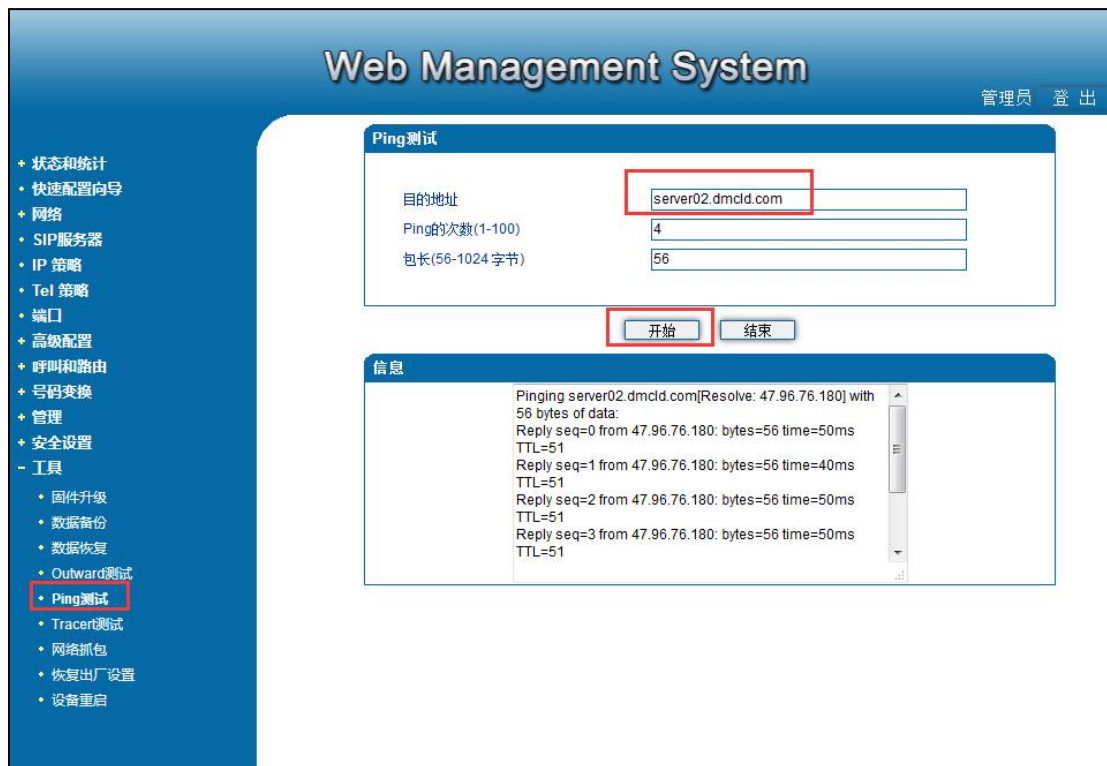 Web Management System
管理员 登 出
状态和统计
快速配置向导
网络
SIP服务器
IP 策略
Tel 策略
端口
高级配置
呼叫和路由
号码变换
管理
安全设置
工具
固件升级
数据备份
数据恢复
Outward测试
Ping测试
Tracert测试
网络抓包
恢复出厂设置
设备重启
Ping测试
目的地址 server02.dmcld.com
Ping的次数(1-100) 4
包长(56-1024 字节) 56
开始 结束
信息
Pinging server02.dmcld.com[Resolve: 47.96.76.180] with
56 bytes of data:
Reply seq=0 from 47.96.76.180: bytes=56 time=50ms
TTL=51
Reply seq=1 from 47.96.76.180: bytes=56 time=40ms
TTL=51
Reply seq=2 from 47.96.76.180: bytes=56 time=50ms
TTL=51
Reply seq=3 from 47.96.76.180: bytes=56 time=50ms
TTL=51